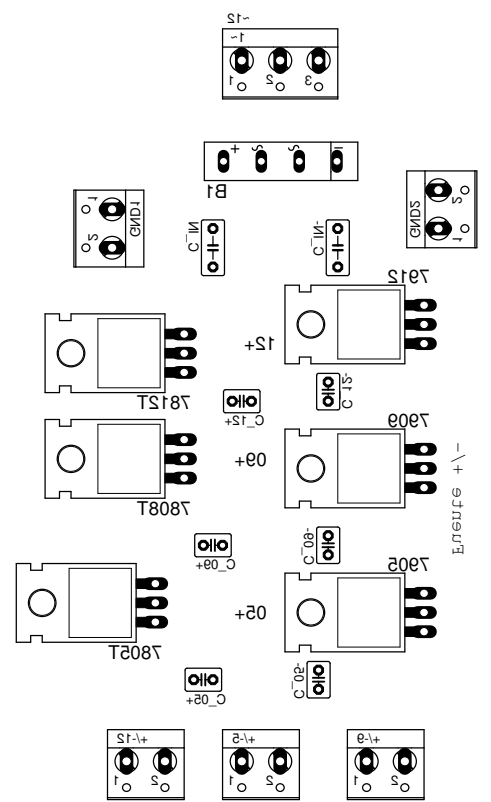 ~12
~1
1 2 3
+ ~ ~ -
B1
GND1
1
2
GND2
2
1
C_IN
C_IN-
7912
12+
7812T
C_12-
C_12+
7909
09+
7808T
Fuente +/-
C_09-
C_09+
7905
05+
7805T
C_05-
C_05+
+/-12
1 2
+/-5
1 2
+/-9
1 2